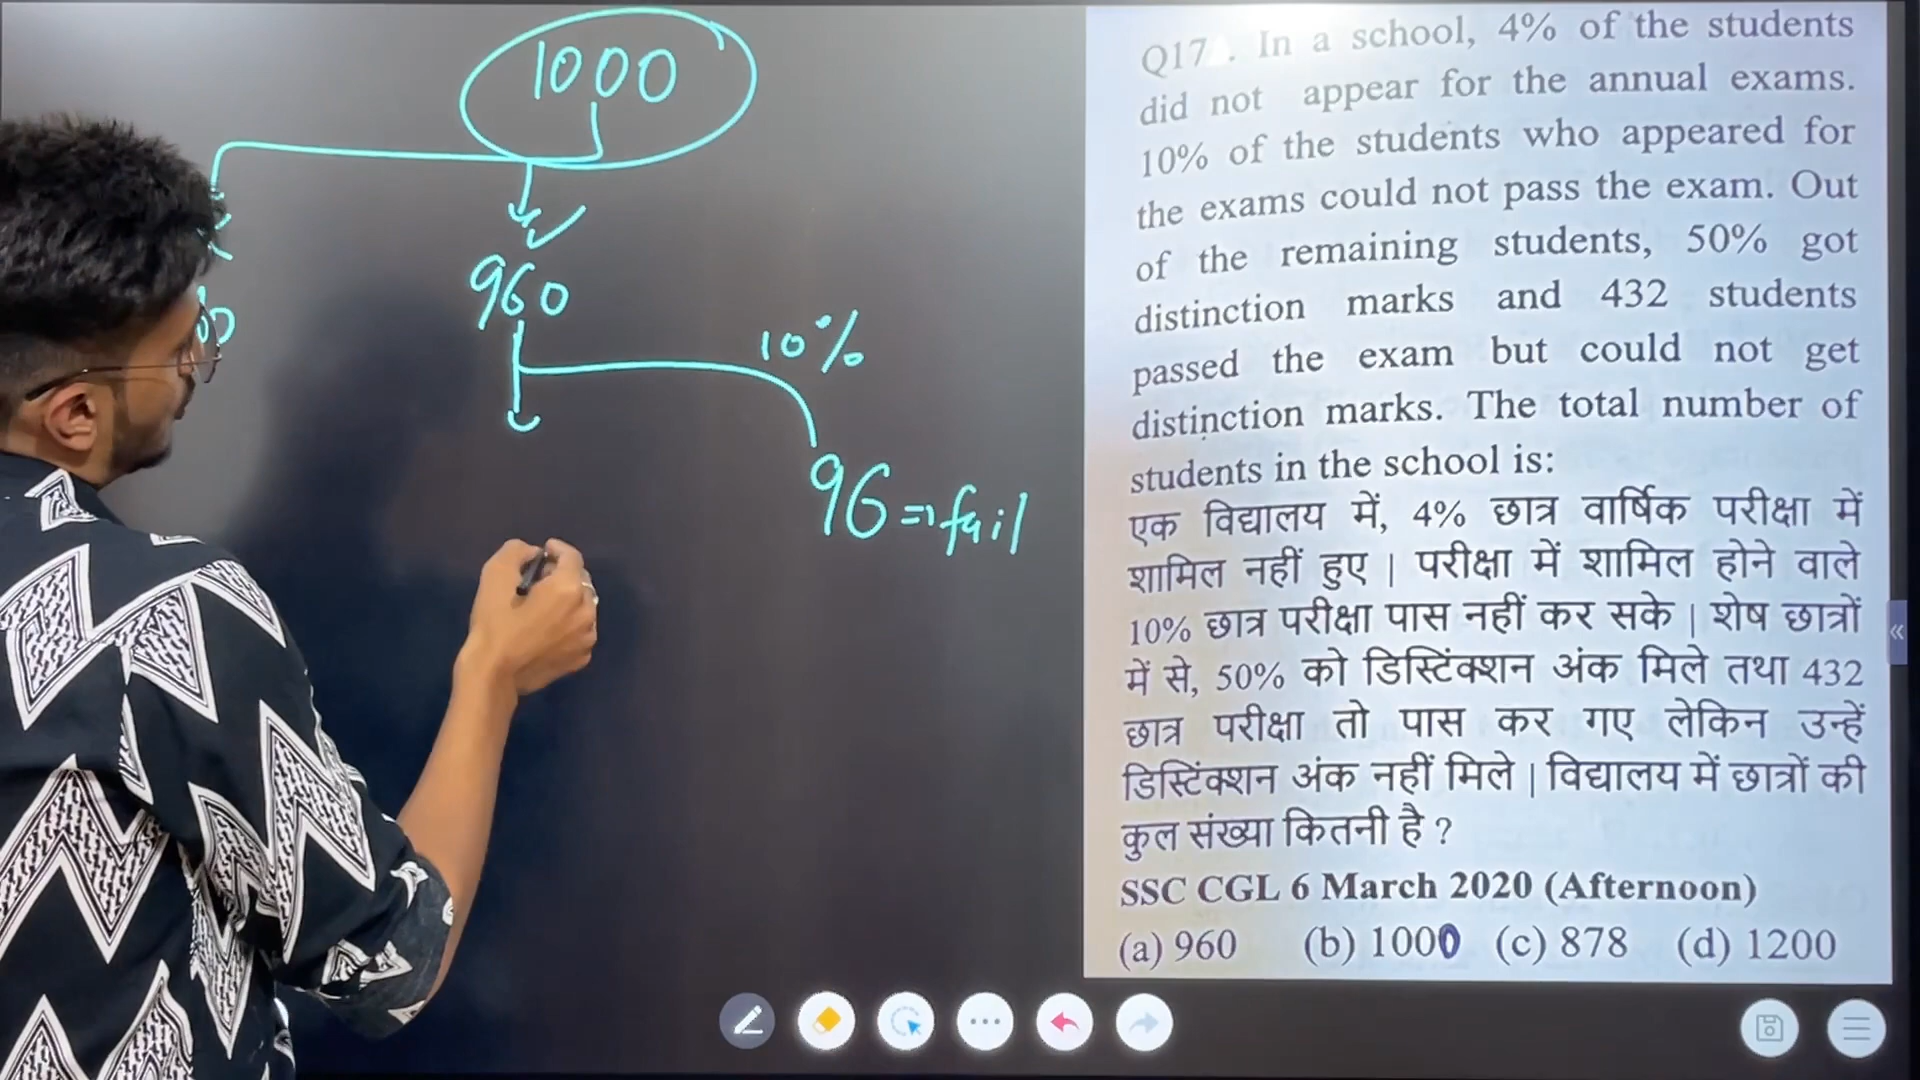 1000
960
10%
96 = fail
Q17 . In a school, 4% of the students
did not appear for the annual exams.
10% of the students who appeared for
the exams could not pass the exam. Out
of the remaining students, 50% got
distinction marks and 432 students
passed the exam but could not get
distinction marks. The total number of
students in the school is:
एक विद्यालय में, 4% छात्र वार्षिक परीक्षा में
शामिल नहीं हुए | परीक्षा में शामिल होने वाले
10% छात्र परीक्षा पास नहीं कर सके | शेष छात्रों
में से, 50% को डिस्टिंक्शन अंक मिले तथा 432
छात्र परीक्षा तो पास कर गए लेकिन उन्हें
डिस्टिंक्शन अंक नहीं मिले | विद्यालय में छात्रों की
कुल संख्या कितनी है ?
SSC CGL 6 March 2020 (Afternoon)
(a) 960 (b) 1000 (c) 878 (d) 1200